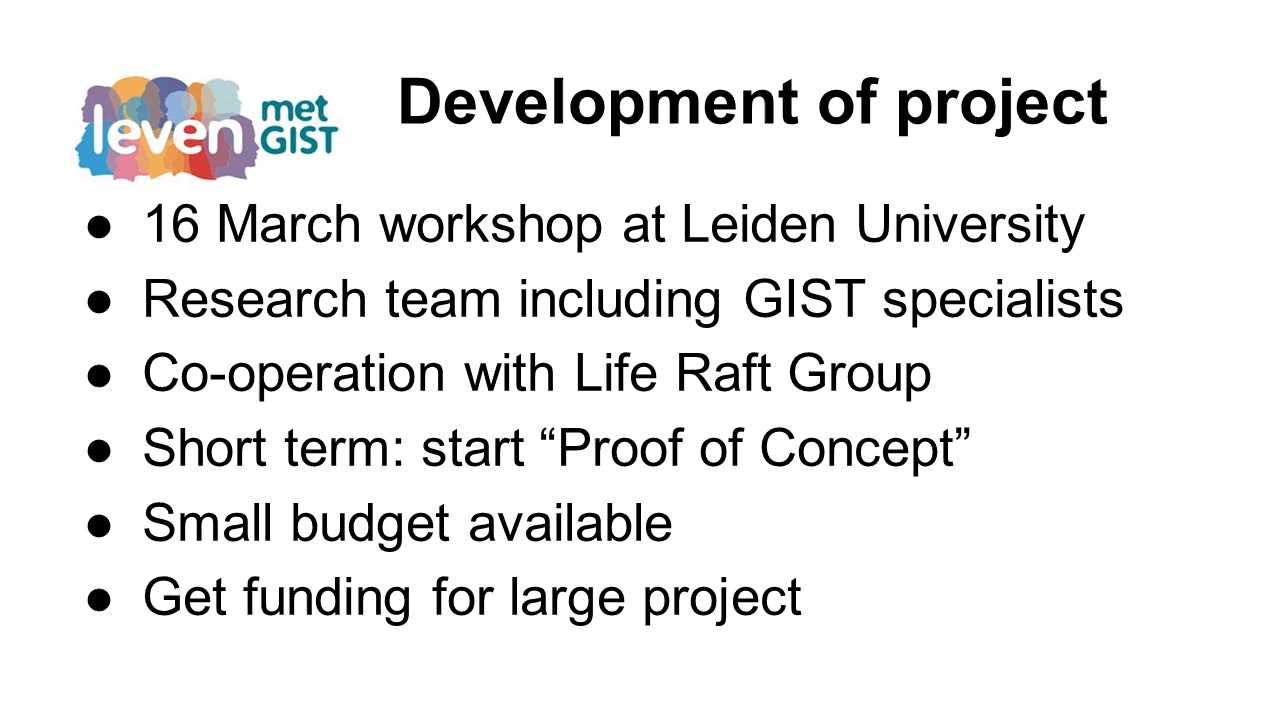 leven met GIST
Development of project
● 16 March workshop at Leiden University
● Research team including GIST specialists
● Co-operation with Life Raft Group
● Short term: start “Proof of Concept”
● Small budget available
● Get funding for large project